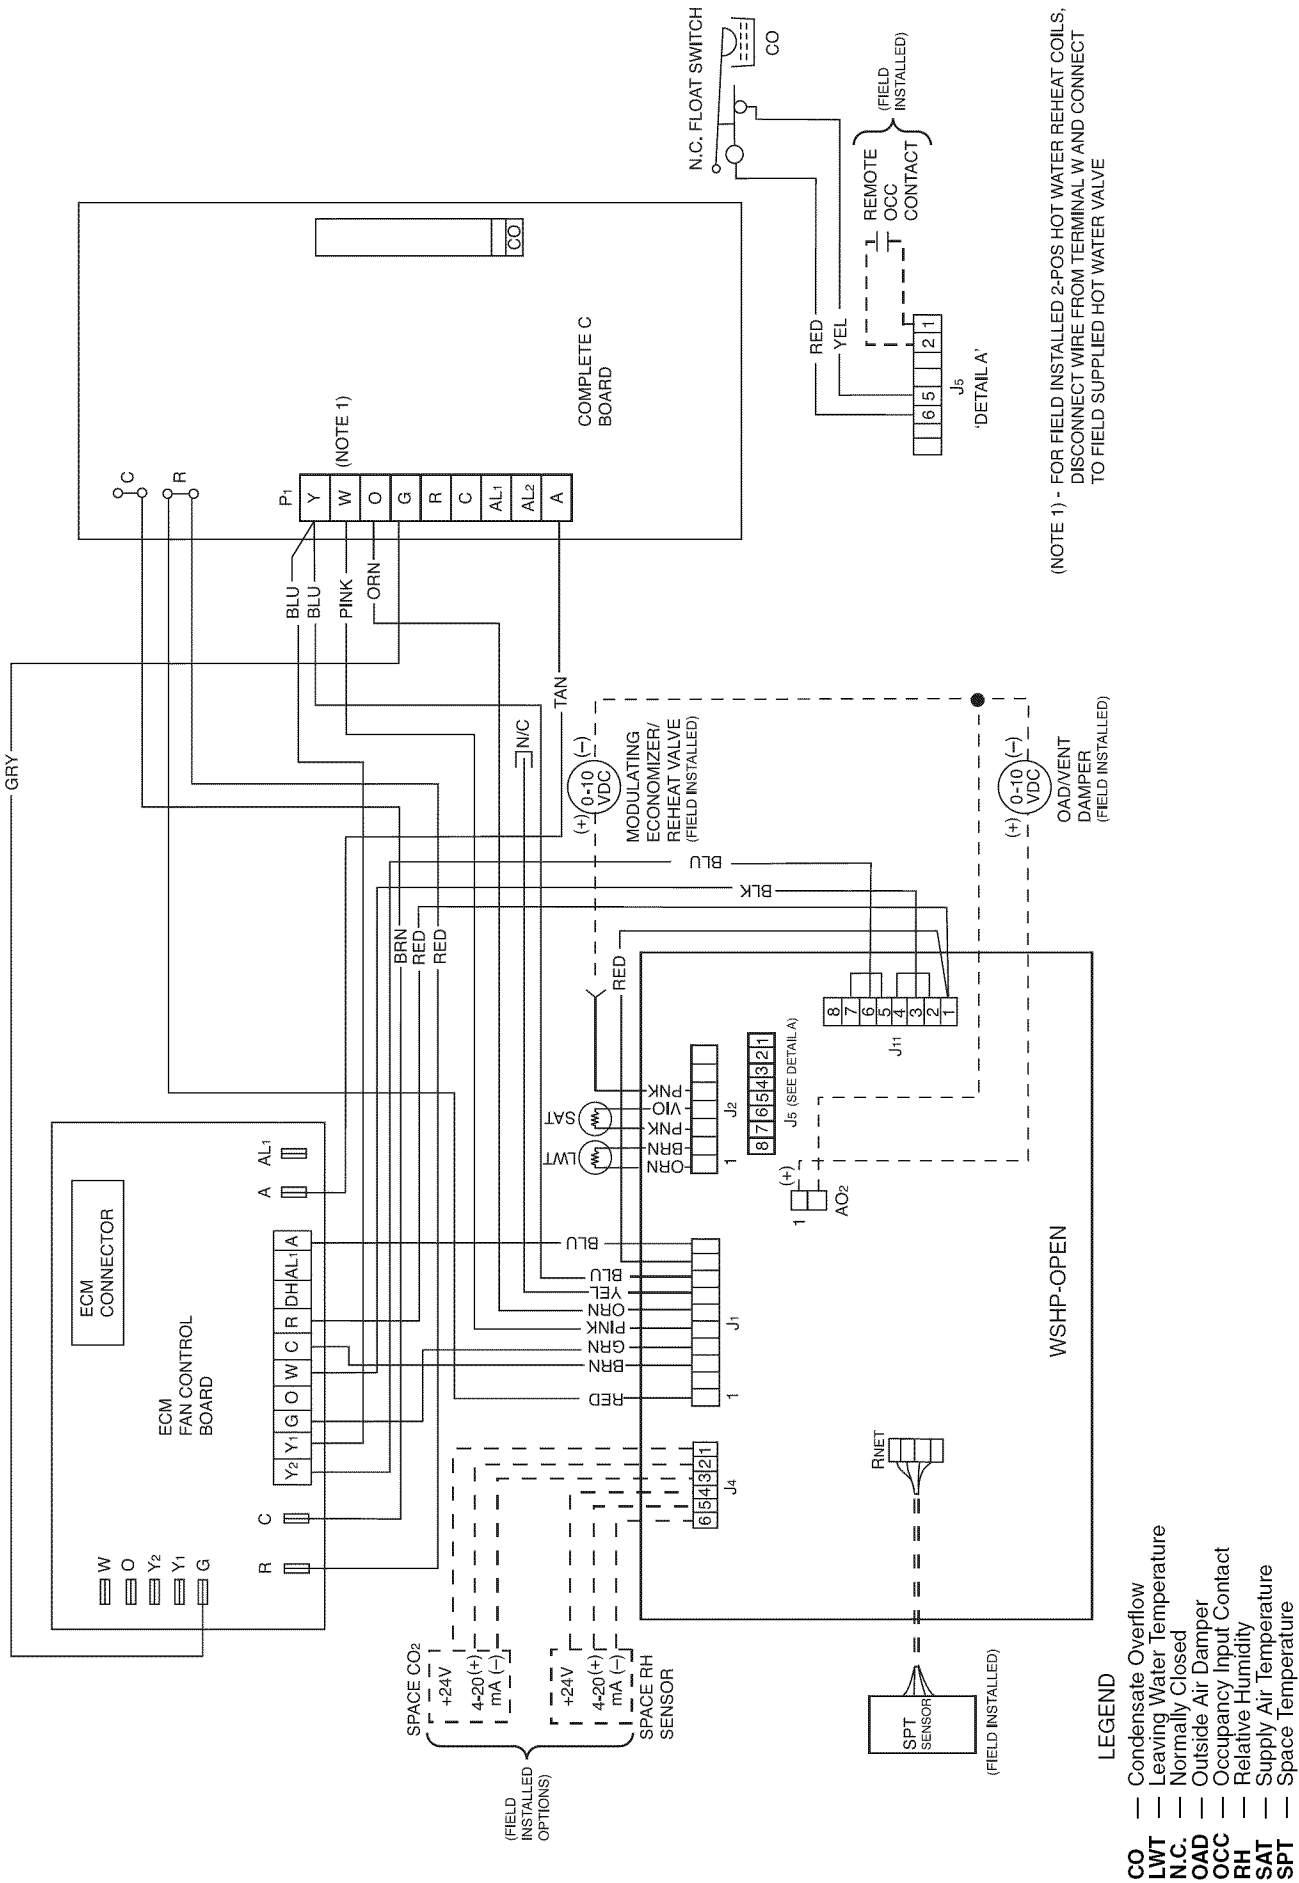 GRY
ECM
CONNECTOR
ECM
FAN CONTROL
BOARD
W
O
Y2
Y1
G
R
C
Y2
Y1
G
O
W
C
R
DH
AL1
A
A
AL1
C
R
P1
Y
W
O
G
R
C
AL1
AL2
A
(NOTE 1)
COMPLETE C
BOARD
CO
BLU
BLU
PINK
ORN
TAN
N/C
BRN
RED
RED
BLU
BLK
RED
N.C. FLOAT SWITCH
CO
RED
YEL
REMOTE
OCC
CONTACT
(FIELD
INSTALLED)
6
5
2
1
J5
'DETAIL A'
(+)
0-10
VDC
(–)
MODULATING
ECONOMIZER/
REHEAT VALVE
(FIELD INSTALLED)
(+)
0-10
VDC
(–)
OAD/VENT
DAMPER
(FIELD INSTALLED)
SPACE CO2
+24V
4-20 (+)
mA (–)
+24V
4-20 (+)
mA (–)
SPACE RH
SENSOR
(FIELD
INSTALLED
OPTIONS)
6
5
4
3
2
1
J4
RED
BRN
GRN
PINK
ORN
YEL
BLU
BLU
1
J1
LWT
SAT
ORN
BRN
PNK
VIO
PNK
1
J2
8
7
6
5
4
3
2
1
J5 (SEE DETAIL A)
8
7
6
5
4
3
2
1
J11
1
(+)
AO2
WSHP-OPEN
RNET
SPT
SENSOR
(FIELD INSTALLED)
(NOTE 1) - FOR FIELD INSTALLED 2-POS HOT WATER REHEAT COILS,
DISCONNECT WIRE FROM TERMINAL W AND CONNECT
TO FIELD SUPPLIED HOT WATER VALVE
LEGEND
CO — Condensate Overflow
LWT — Leaving Water Temperature
N.C. — Normally Closed
OAD — Outside Air Damper
OCC — Occupancy Input Contact
RH — Relative Humidity
SAT — Supply Air Temperature
SPT — Space Temperature